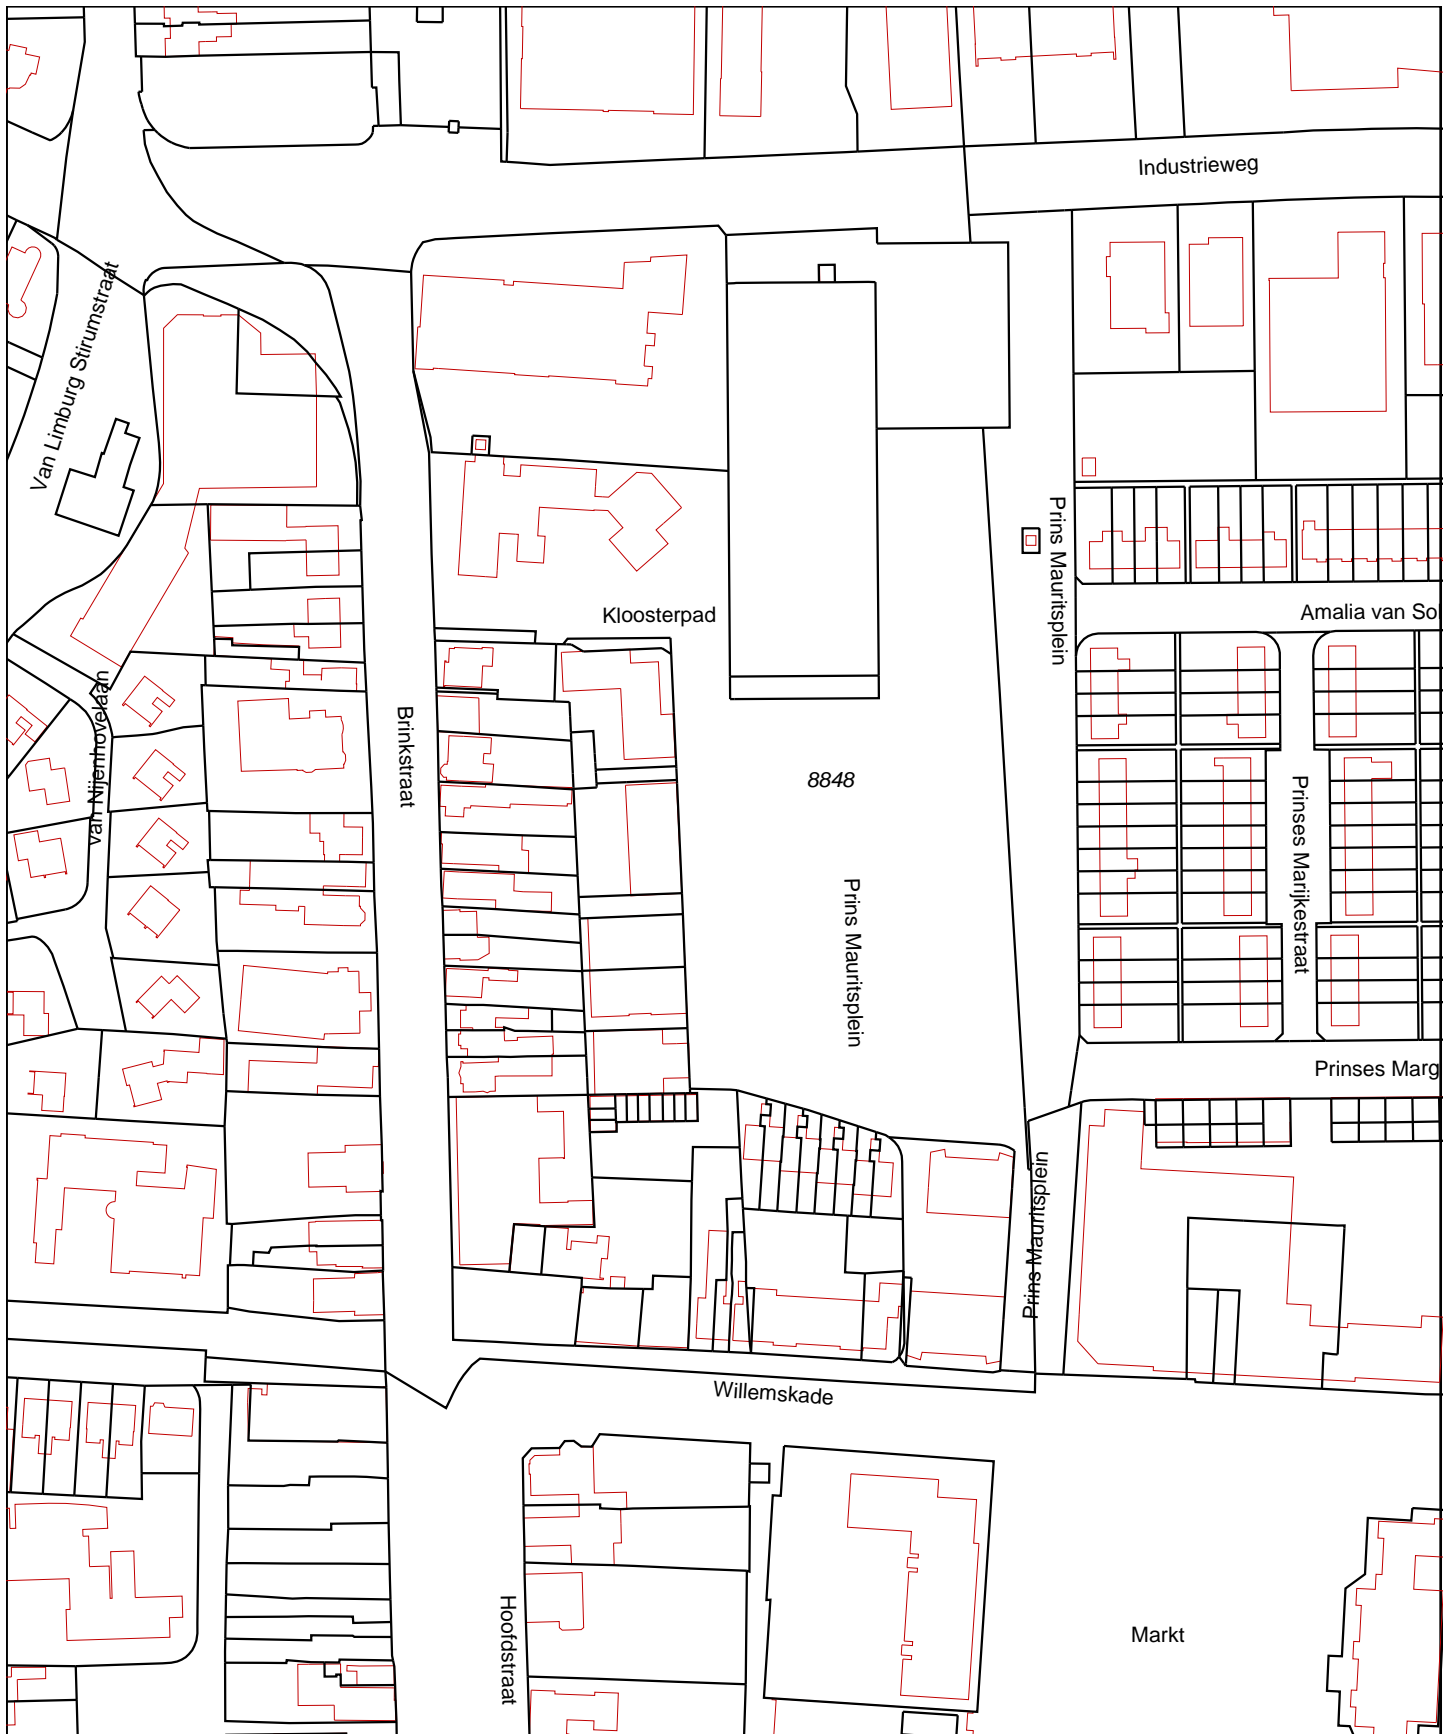 Industrieweg
Van Limburg Stirumstraat
Prins Mauritsplein
Kloosterpad
Amalia van So
van Nijenhovelaan
Brinkstraat
8848
Prinses Marijkestraat
Prins Mauritsplein
Prinses Marg
Prins Mauritsplein
Willemskade
Hoofdstraat
Markt